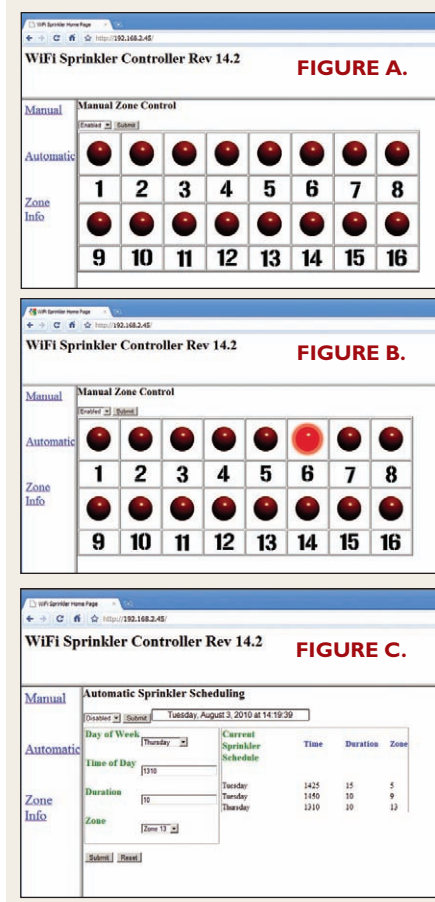 WiFi Sprinkler Home Page
http://192.168.2.45/
WiFi Sprinkler Controller Rev 14.2
FIGURE A.
Manual
Automatic
Zone
Info
Manual Zone Control
Enabled Submit
1 2 3 4 5 6 7 8
9 10 11 12 13 14 15 16
WiFi Sprinkler Home Page
http://192.168.2.45/
WiFi Sprinkler Controller Rev 14.2
FIGURE B.
Manual
Automatic
Zone
Info
Manual Zone Control
Enabled Submit
1 2 3 4 5 6 7 8
9 10 11 12 13 14 15 16
WiFi Sprinkler Home Page
http://192.168.2.45/
WiFi Sprinkler Controller Rev 14.2
FIGURE C.
Manual
Automatic
Zone
Info
Automatic Sprinkler Scheduling
Disabled Submit Tuesday, August 3, 2010 at 14:19:39
Day of Week
Thursday
Time of Day
1310
Duration
10
Zone
Zone 13
Submit Reset
Current
Sprinkler
Schedule
Time Duration Zone
Tuesday 1425 15 5
Tuesday 1450 10 9
Thursday 1310 10 13